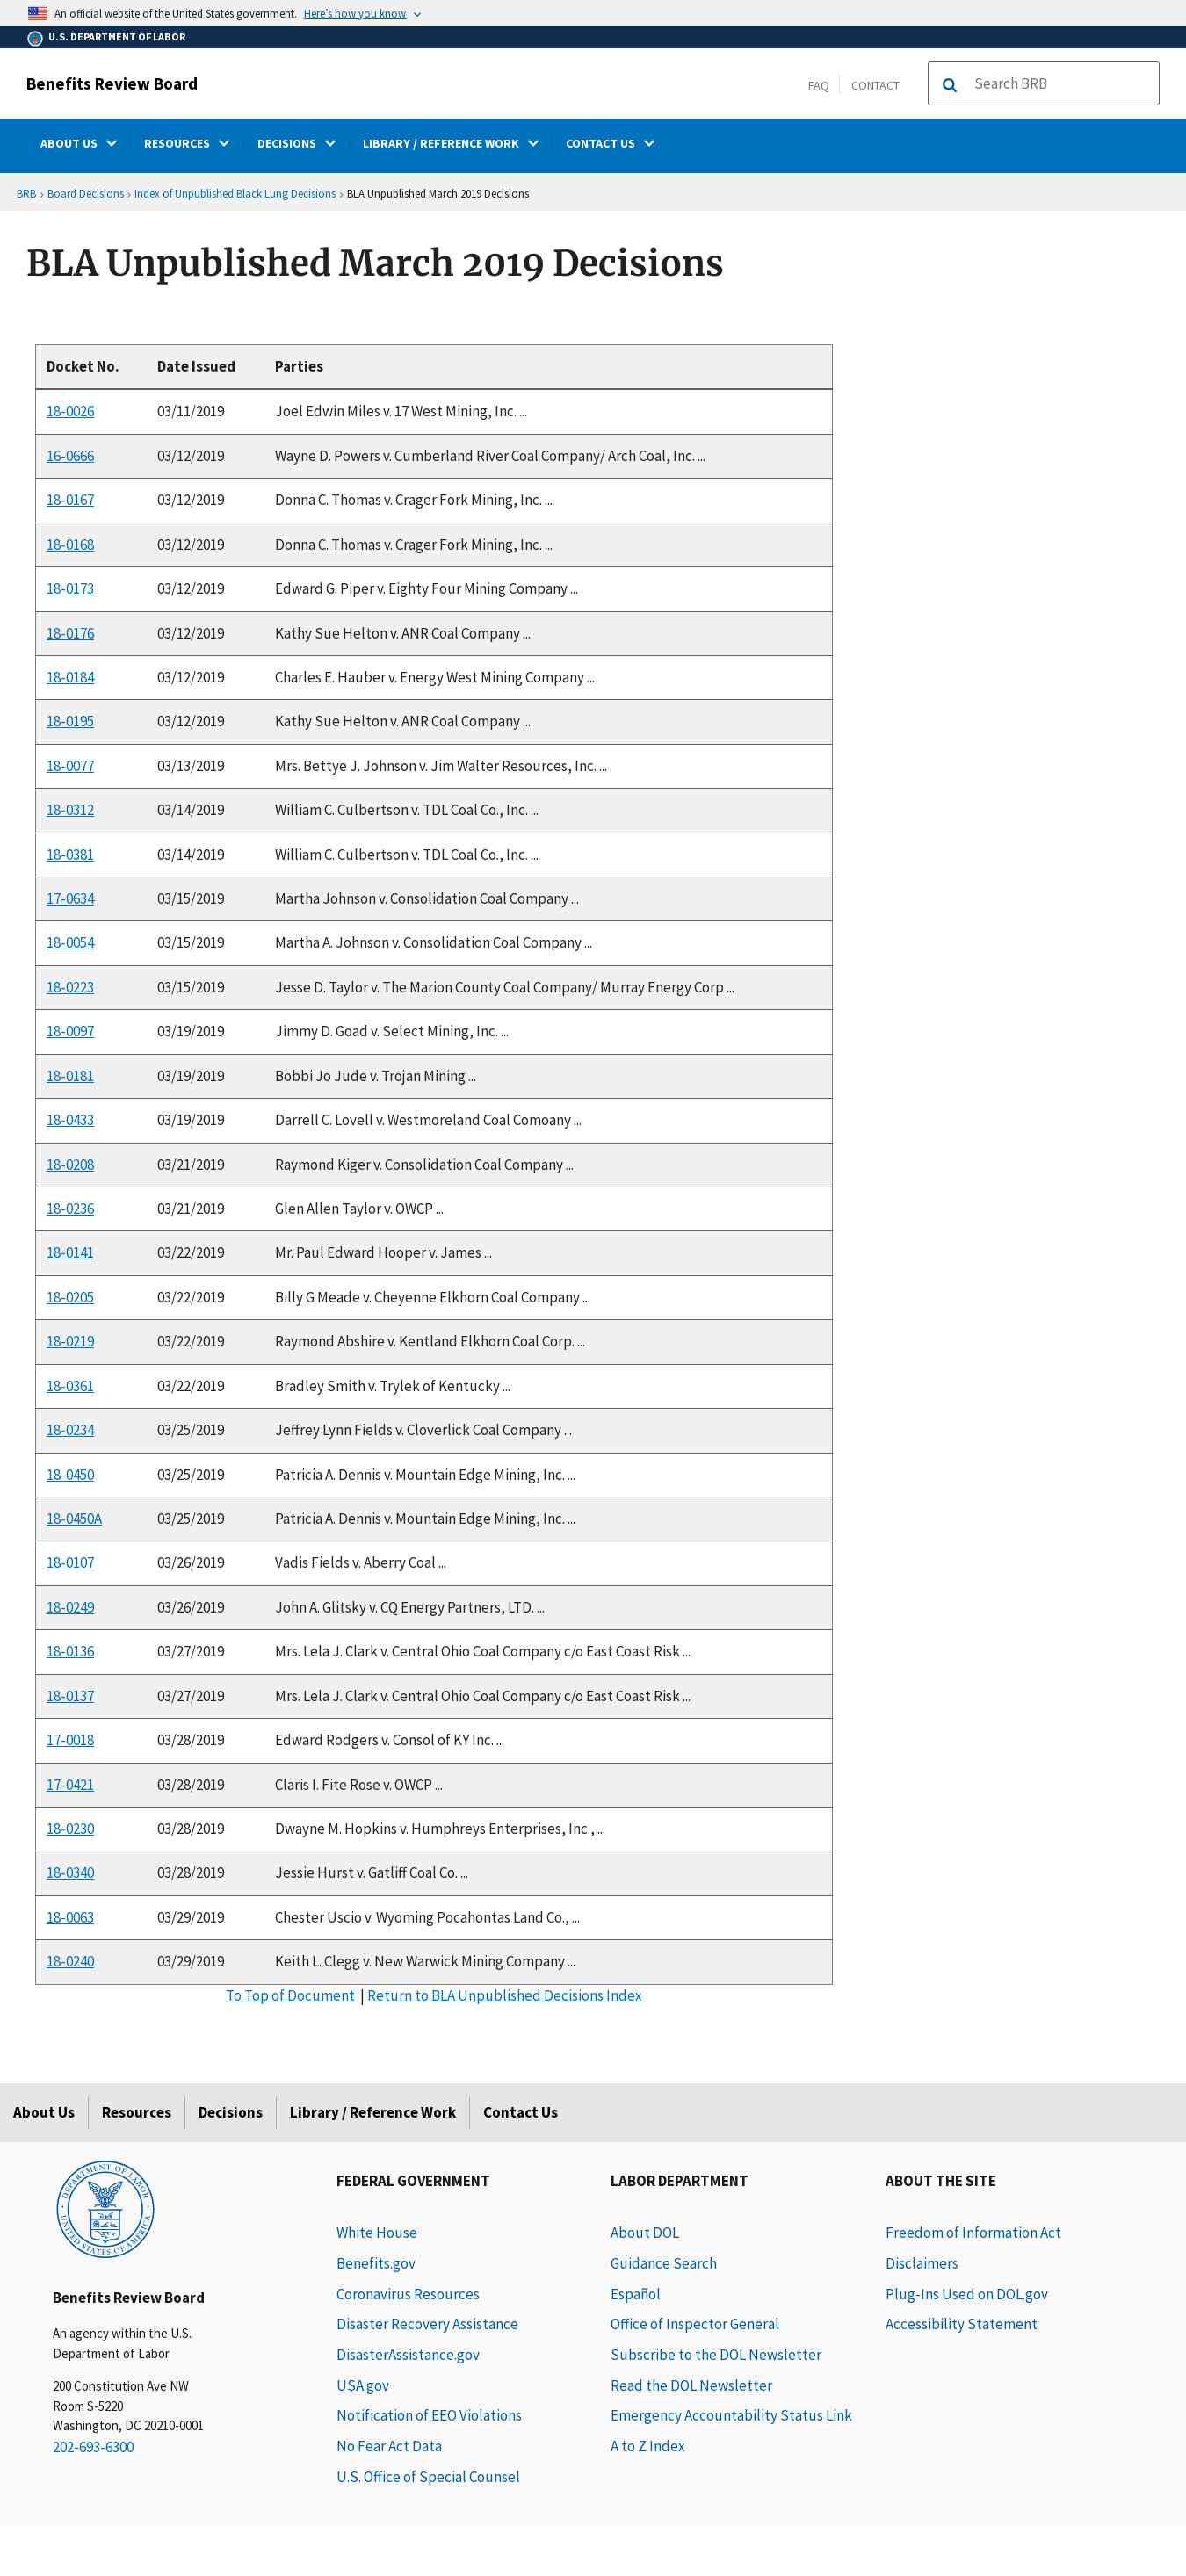 An official website of the United States government. Here's how you know
U.S. DEPARTMENT OF LABOR
Benefits Review Board
FAQ CONTACT Search BRB
ABOUT US RESOURCES DECISIONS LIBRARY / REFERENCE WORK CONTACT US
BRB › Board Decisions › Index of Unpublished Black Lung Decisions › BLA Unpublished March 2019 Decisions
BLA Unpublished March 2019 Decisions
Docket No. Date Issued Parties
18-0026 03/11/2019 Joel Edwin Miles v. 17 West Mining, Inc. ...
16-0666 03/12/2019 Wayne D. Powers v. Cumberland River Coal Company/ Arch Coal, Inc. ...
18-0167 03/12/2019 Donna C. Thomas v. Crager Fork Mining, Inc. ...
18-0168 03/12/2019 Donna C. Thomas v. Crager Fork Mining, Inc. ...
18-0173 03/12/2019 Edward G. Piper v. Eighty Four Mining Company ...
18-0176 03/12/2019 Kathy Sue Helton v. ANR Coal Company ...
18-0184 03/12/2019 Charles E. Hauber v. Energy West Mining Company ...
18-0195 03/12/2019 Kathy Sue Helton v. ANR Coal Company ...
18-0077 03/13/2019 Mrs. Bettye J. Johnson v. Jim Walter Resources, Inc. ...
18-0312 03/14/2019 William C. Culbertson v. TDL Coal Co., Inc. ...
18-0381 03/14/2019 William C. Culbertson v. TDL Coal Co., Inc. ...
17-0634 03/15/2019 Martha Johnson v. Consolidation Coal Company ...
18-0054 03/15/2019 Martha A. Johnson v. Consolidation Coal Company ...
18-0223 03/15/2019 Jesse D. Taylor v. The Marion County Coal Company/ Murray Energy Corp ...
18-0097 03/19/2019 Jimmy D. Goad v. Select Mining, Inc. ...
18-0181 03/19/2019 Bobbi Jo Jude v. Trojan Mining ...
18-0433 03/19/2019 Darrell C. Lovell v. Westmoreland Coal Comoany ...
18-0208 03/21/2019 Raymond Kiger v. Consolidation Coal Company ...
18-0236 03/21/2019 Glen Allen Taylor v. OWCP ...
18-0141 03/22/2019 Mr. Paul Edward Hooper v. James ...
18-0205 03/22/2019 Billy G Meade v. Cheyenne Elkhorn Coal Company ...
18-0219 03/22/2019 Raymond Abshire v. Kentland Elkhorn Coal Corp. ...
18-0361 03/22/2019 Bradley Smith v. Trylek of Kentucky ...
18-0234 03/25/2019 Jeffrey Lynn Fields v. Cloverlick Coal Company ...
18-0450 03/25/2019 Patricia A. Dennis v. Mountain Edge Mining, Inc. ...
18-0450A 03/25/2019 Patricia A. Dennis v. Mountain Edge Mining, Inc. ...
18-0107 03/26/2019 Vadis Fields v. Aberry Coal ...
18-0249 03/26/2019 John A. Glitsky v. CQ Energy Partners, LTD. ...
18-0136 03/27/2019 Mrs. Lela J. Clark v. Central Ohio Coal Company c/o East Coast Risk ...
18-0137 03/27/2019 Mrs. Lela J. Clark v. Central Ohio Coal Company c/o East Coast Risk ...
17-0018 03/28/2019 Edward Rodgers v. Consol of KY Inc. ...
17-0421 03/28/2019 Claris I. Fite Rose v. OWCP ...
18-0230 03/28/2019 Dwayne M. Hopkins v. Humphreys Enterprises, Inc., ...
18-0340 03/28/2019 Jessie Hurst v. Gatliff Coal Co. ...
18-0063 03/29/2019 Chester Uscio v. Wyoming Pocahontas Land Co., ...
18-0240 03/29/2019 Keith L. Clegg v. New Warwick Mining Company ...
To Top of Document | Return to BLA Unpublished Decisions Index
About Us Resources Decisions Library / Reference Work Contact Us
DEPARTMENT OF LABOR
UNITED STATES OF AMERICA
Benefits Review Board
An agency within the U.S.
Department of Labor
200 Constitution Ave NW
Room S-5220
Washington, DC 20210-0001
202-693-6300
FEDERAL GOVERNMENT
White House
Benefits.gov
Coronavirus Resources
Disaster Recovery Assistance
DisasterAssistance.gov
USA.gov
Notification of EEO Violations
No Fear Act Data
U.S. Office of Special Counsel
LABOR DEPARTMENT
About DOL
Guidance Search
Español
Office of Inspector General
Subscribe to the DOL Newsletter
Read the DOL Newsletter
Emergency Accountability Status Link
A to Z Index
ABOUT THE SITE
Freedom of Information Act
Disclaimers
Plug-Ins Used on DOL.gov
Accessibility Statement